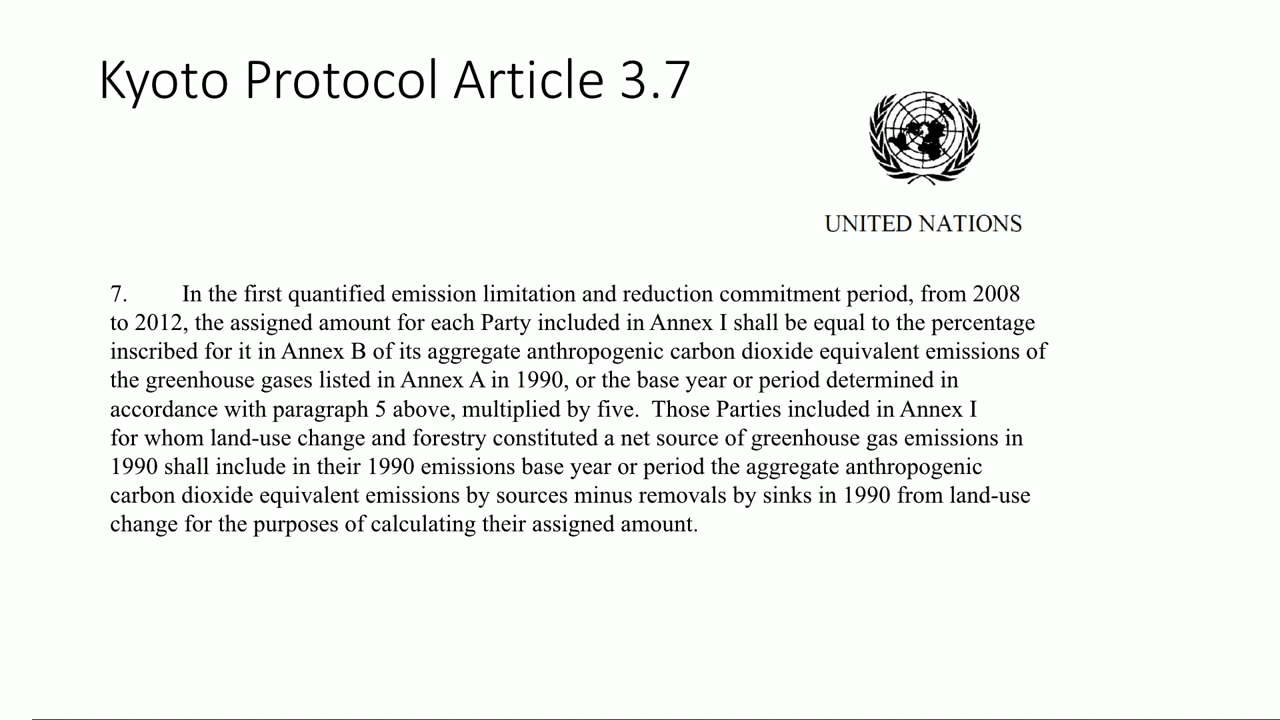 Kyoto Protocol Article 3.7
UNITED NATIONS
7. In the first quantified emission limitation and reduction commitment period, from 2008
to 2012, the assigned amount for each Party included in Annex I shall be equal to the percentage
inscribed for it in Annex B of its aggregate anthropogenic carbon dioxide equivalent emissions of
the greenhouse gases listed in Annex A in 1990, or the base year or period determined in
accordance with paragraph 5 above, multiplied by five. Those Parties included in Annex I
for whom land-use change and forestry constituted a net source of greenhouse gas emissions in
1990 shall include in their 1990 emissions base year or period the aggregate anthropogenic
carbon dioxide equivalent emissions by sources minus removals by sinks in 1990 from land-use
change for the purposes of calculating their assigned amount.